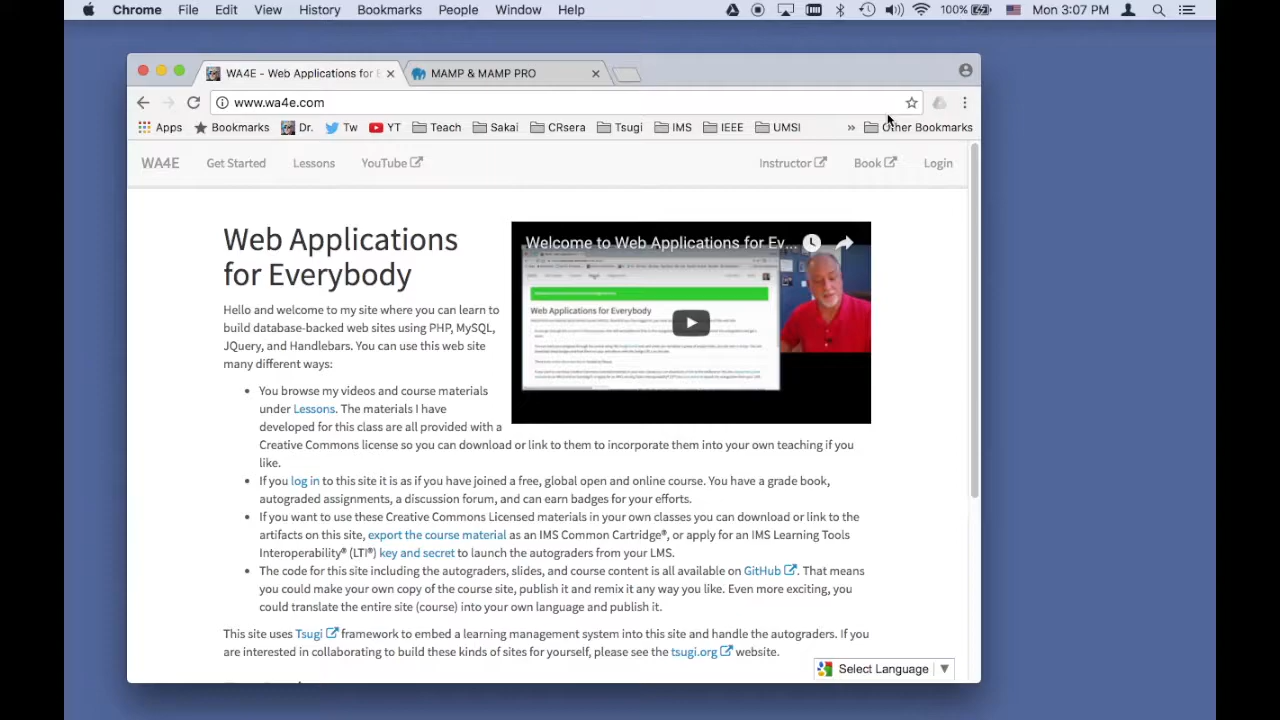 Chrome File Edit View History Bookmarks People Window Help 100% Mon 3:07 PM
WA4E - Web Applications for E MAMP & MAMP PRO
www.wa4e.com
Apps Bookmarks Dr. Tw YT Teach Sakai CRsera Tsugi IMS IEEE UMSI » Other Bookmarks
WA4E Get Started Lessons YouTube Instructor Book Login
Web Applications
for Everybody
Hello and welcome to my site where you can learn to
build database-backed web sites using PHP, MySQL,
JQuery, and Handlebars. You can use this web site
many different ways:
Welcome to Web Applications for Ev...
Web Applications for Everybody
• You browse my videos and course materials
under Lessons. The materials I have
developed for this class are all provided with a
Creative Commons license so you can download or link to them to incorporate them into your own teaching if you
like.
• If you log in to this site it is as if you have joined a free, global open and online course. You have a grade book,
autograded assignments, a discussion forum, and can earn badges for your efforts.
• If you want to use these Creative Commons Licensed materials in your own classes you can download or link to the
artifacts on this site, export the course material as an IMS Common Cartridge®, or apply for an IMS Learning Tools
Interoperability® (LTI®) key and secret to launch the autograders from your LMS.
• The code for this site including the autograders, slides, and course content is all available on GitHub. That means
you could make your own copy of the course site, publish it and remix it any way you like. Even more exciting, you
could translate the entire site (course) into your own language and publish it.
This site uses Tsugi framework to embed a learning management system into this site and handle the autograders. If you
are interested in collaborating to build these kinds of sites for yourself, please see the tsugi.org website.
Select Language